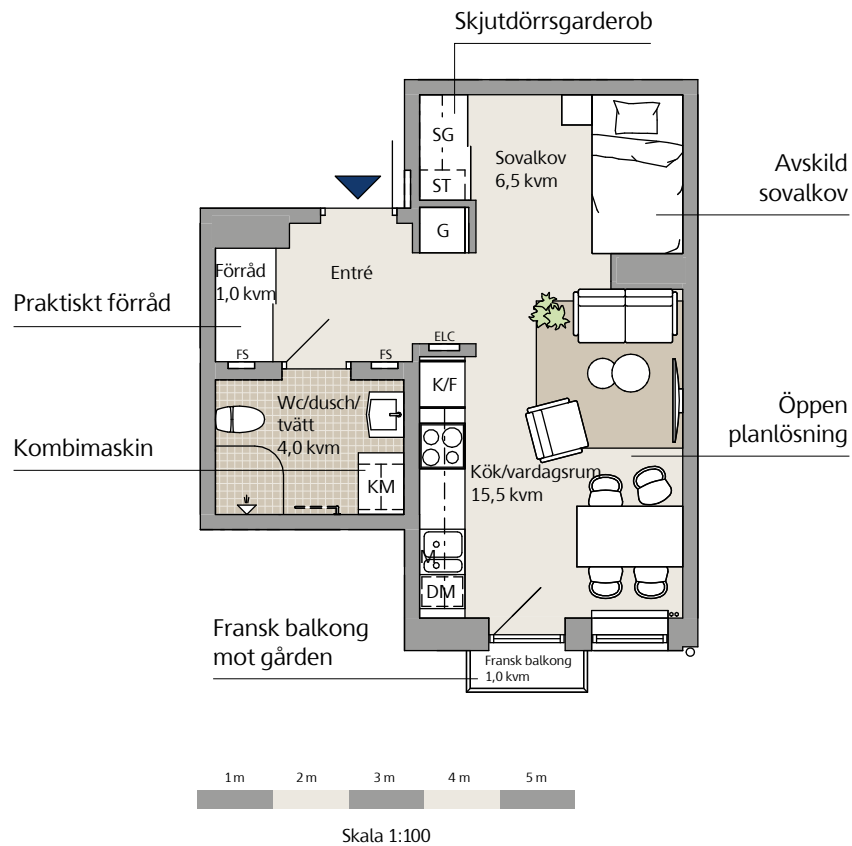 Skjutdörrsgarderob
SG
ST
G
Sovalkov
6,5 kvm
Avskild
sovalkov
Entré
Förråd
1,0 kvm
Praktiskt förråd
FS
FS
ELC
K/F
Wc/dusch/
tvätt
4,0 kvm
Öppen
planlösning
Kombimaskin
KM
Kök/vardagsrum
15,5 kvm
M
DM
Fransk balkong
mot gården
Fransk balkong
1,0 kvm
1 m
2 m
3 m
4 m
5 m
Skala 1:100